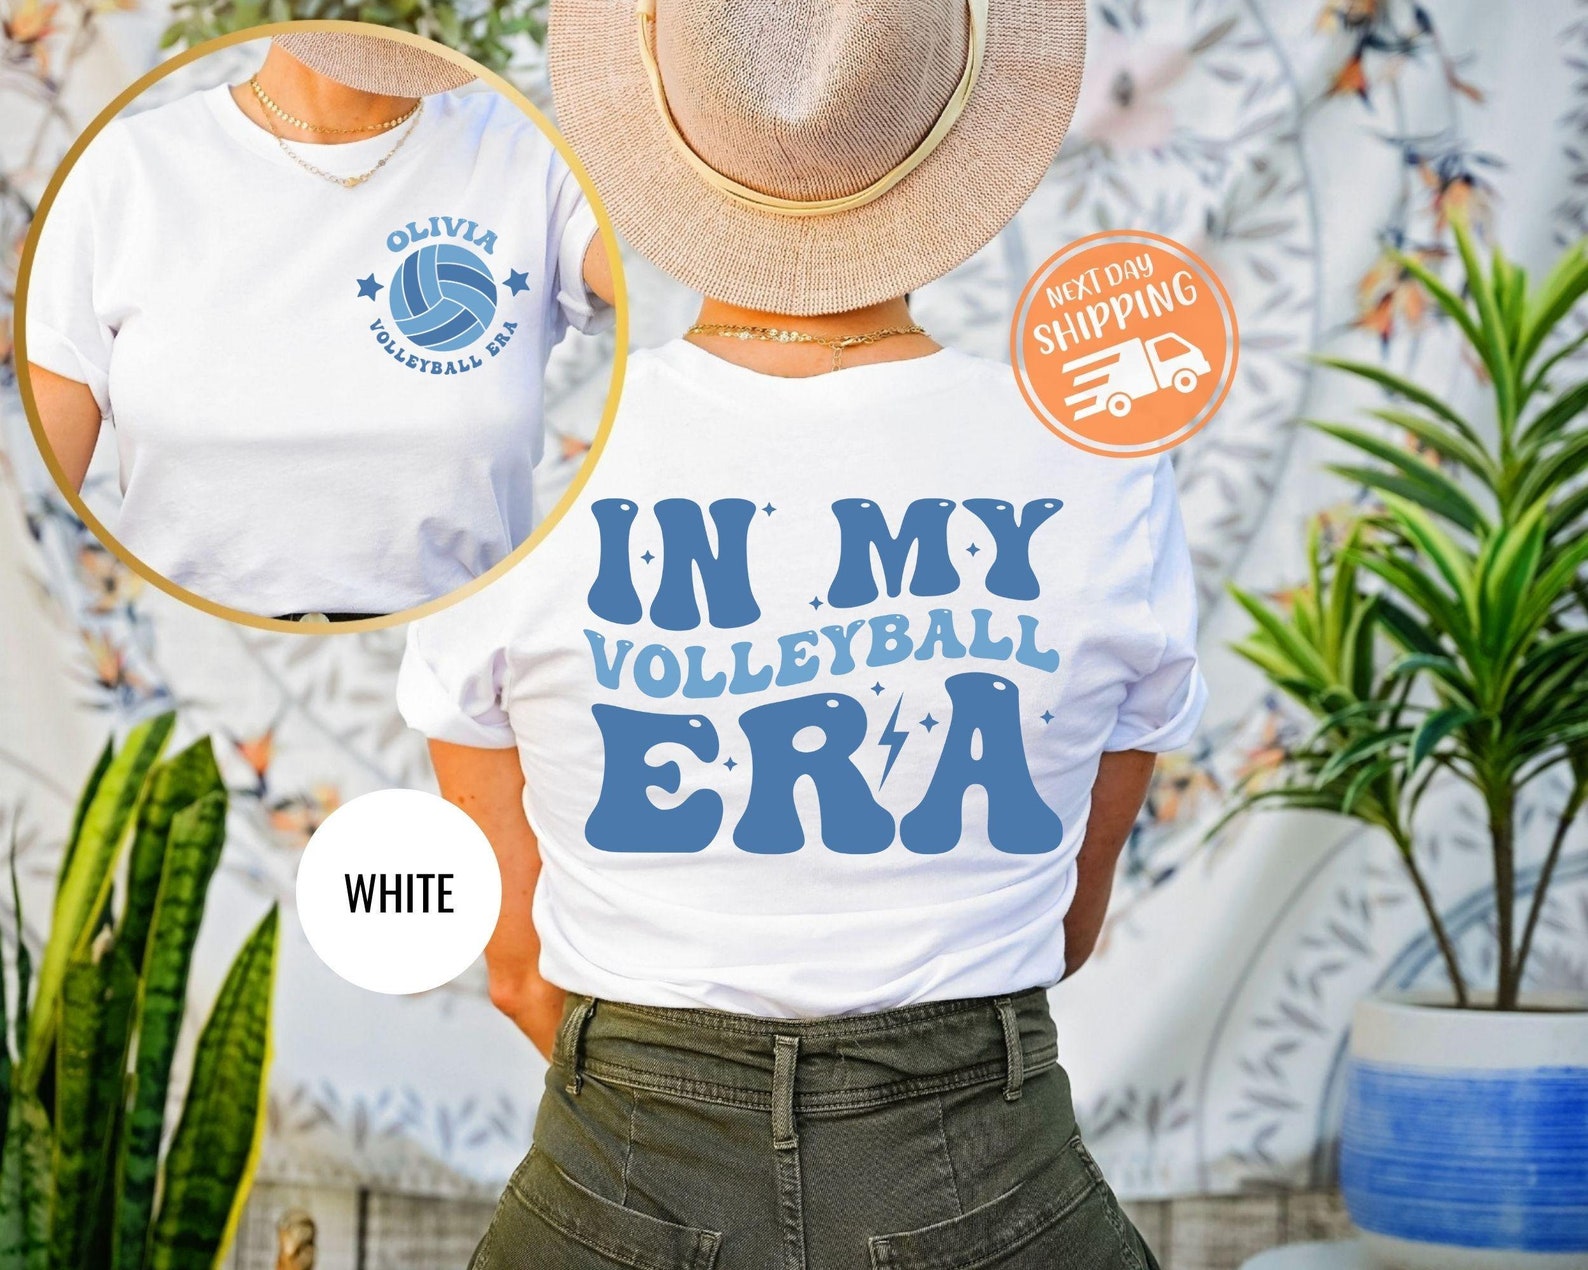 OLIVIA
VOLLEYBALL ERA
NEXT DAY
SHIPPING
IN MY
VOLLEYBALL
ERA
WHITE